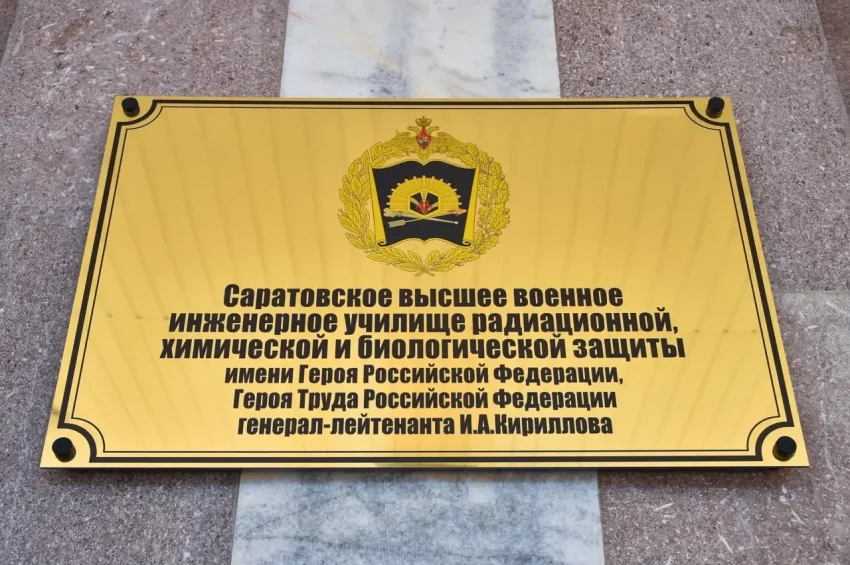 Саратовское высшее военное
инженерное училище радиационной,
химической и биологической защиты
имени Героя Российской Федерации,
Героя Труда Российской Федерации
генерал-лейтенанта И.А.Кириллова